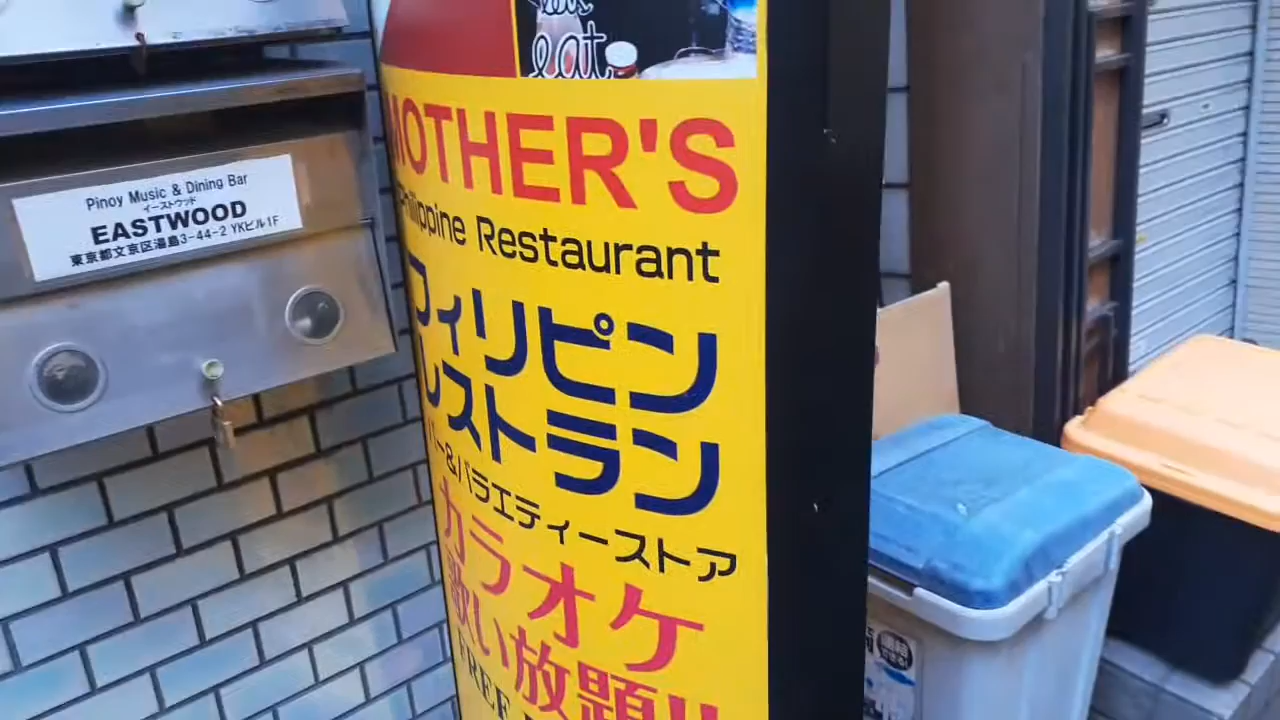 eat
eat
Pinoy Music & Dining Bar
イーストウッド
EASTWOOD
東京都文京区湯島3-44-2 YKビル1F
MOTHER'S
Philippine Restaurant
フィリピン
レストラン
バー&バラエティーストア
カラオケ
歌い放題!!
FREE